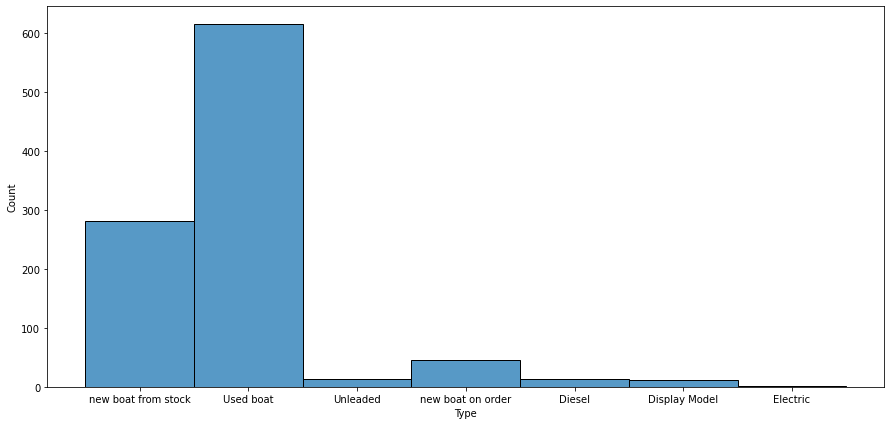 600
500
400
300
200
100
0
Count
new boat from stock
Used boat
Unleaded
new boat on order
Diesel
Display Model
Electric
Type